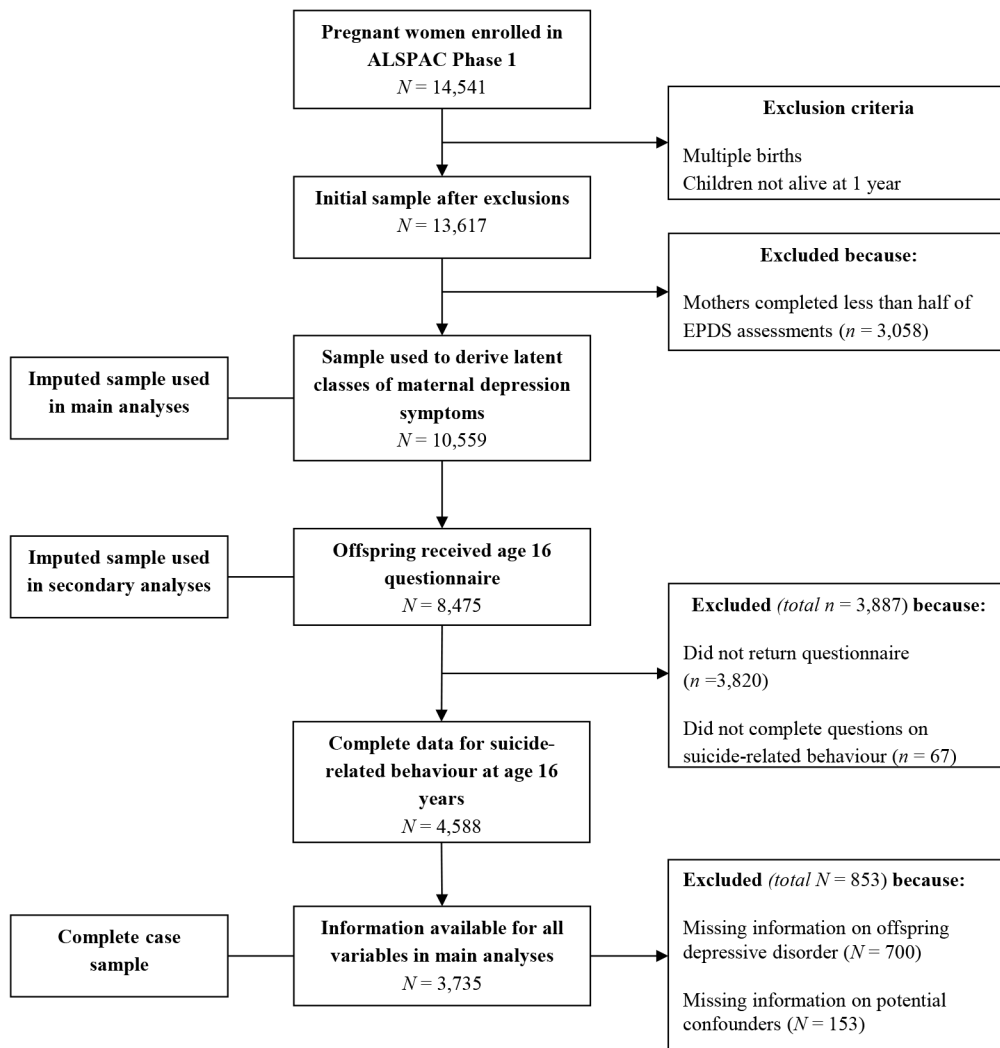 Pregnant women enrolled in
ALSPAC Phase 1
N = 14,541
Exclusion criteria
Multiple births
Children not alive at 1 year
Initial sample after exclusions
N = 13,617
Excluded because:
Mothers completed less than half of
EPDS assessments (n = 3,058)
Imputed sample used
in main analyses
Sample used to derive latent
classes of maternal depression
symptoms
N = 10,559
Imputed sample used
in secondary analyses
Offspring received age 16
questionnaire
N = 8,475
Excluded (total n = 3,887) because:
Did not return questionnaire
(n =3,820)
Did not complete questions on
suicide-related behaviour (n = 67)
Complete data for suicide-
related behaviour at age 16
years
N = 4,588
Excluded (total N = 853) because:
Missing information on offspring
depressive disorder (N = 700)
Missing information on potential
confounders (N = 153)
Complete case
sample
Information available for all
variables in main analyses
N = 3,735